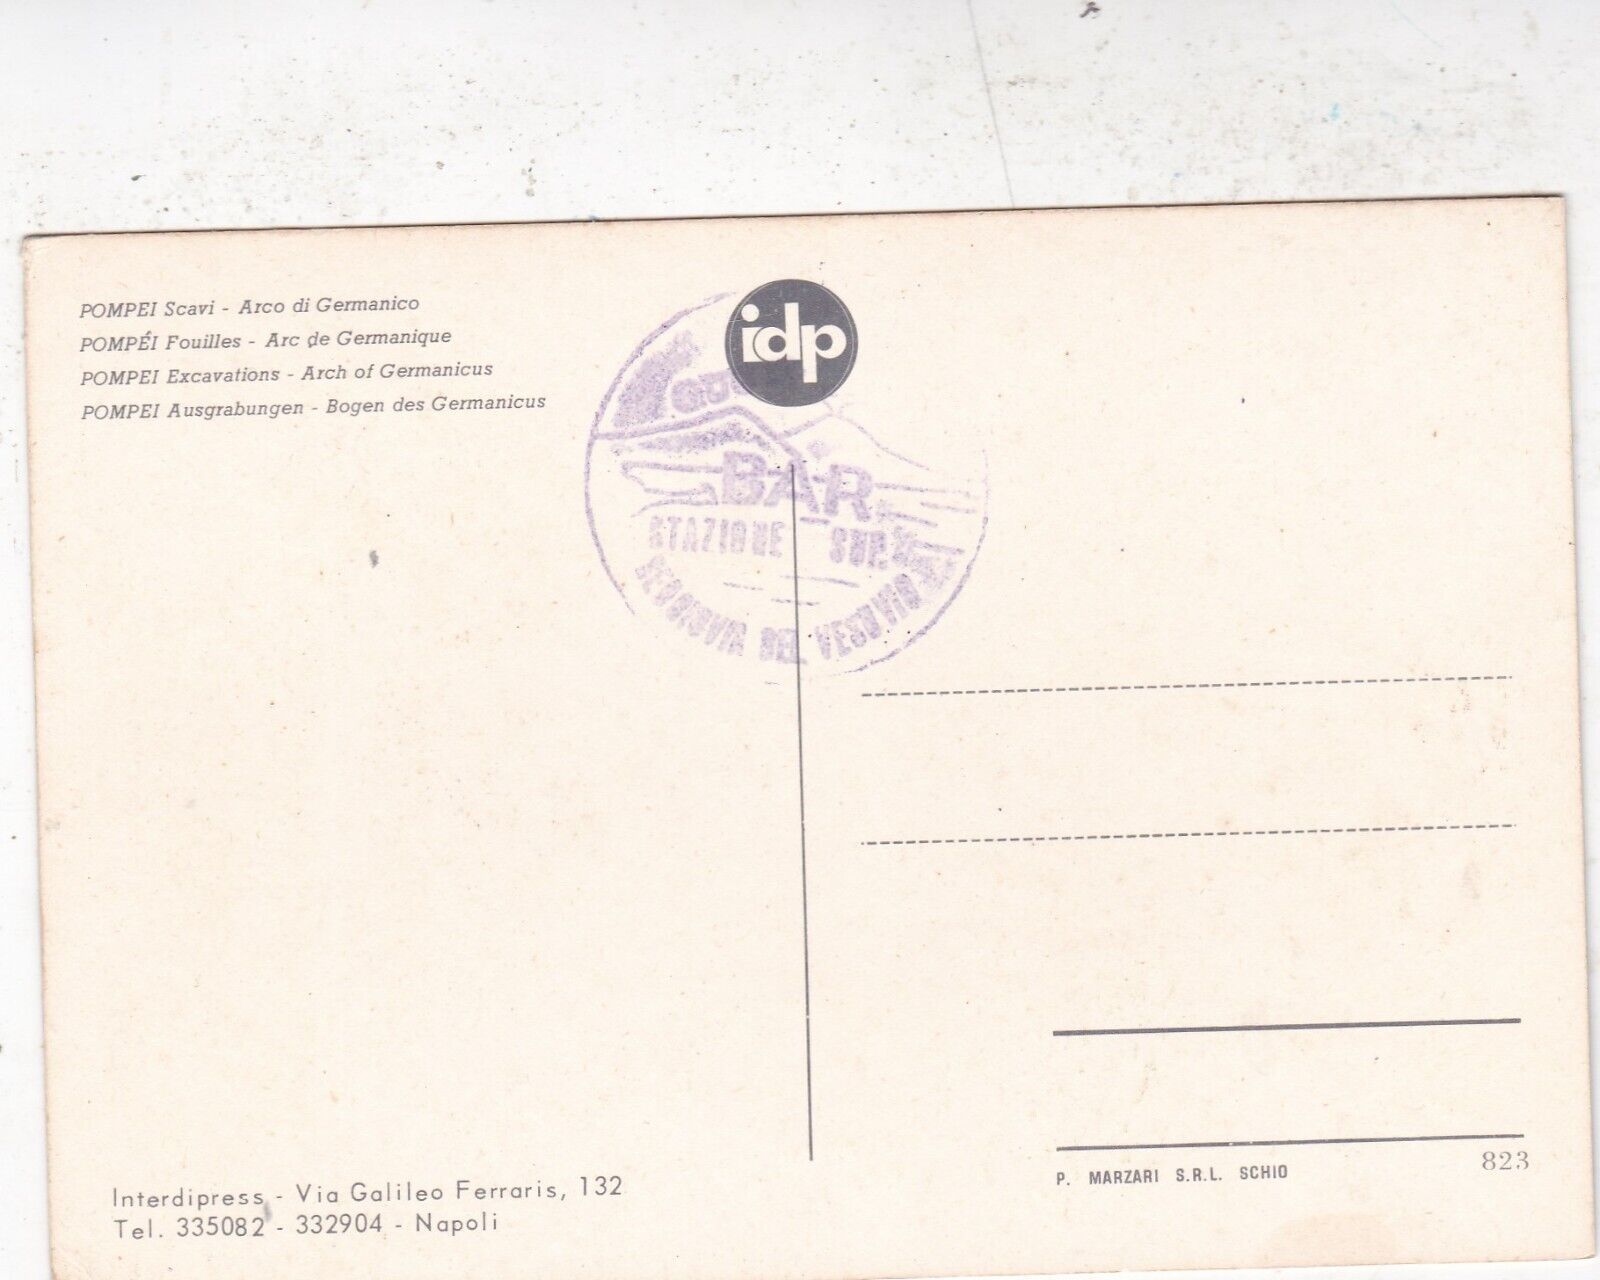 POMPEI Scavi - Arco di Germanico
POMPÉI Fouilles - Arc de Germanique
POMPEI Excavations - Arch of Germanicus
POMPEI Ausgrabungen - Bogen des Germanicus
idp
BAR
STAZIONE SUP.
SEGGIOVIA DEL VESUVIO
Interdipress - Via Galileo Ferraris, 132
Tel. 335082 - 332904 - Napoli
P. MARZARI S.R.L. SCHIO
823